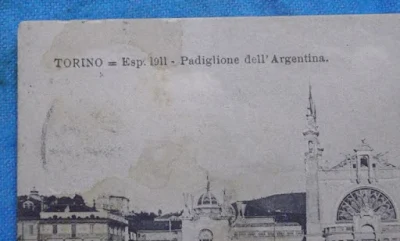 TORINO = Esp. 1911 - Padiglione dell'Argentina.